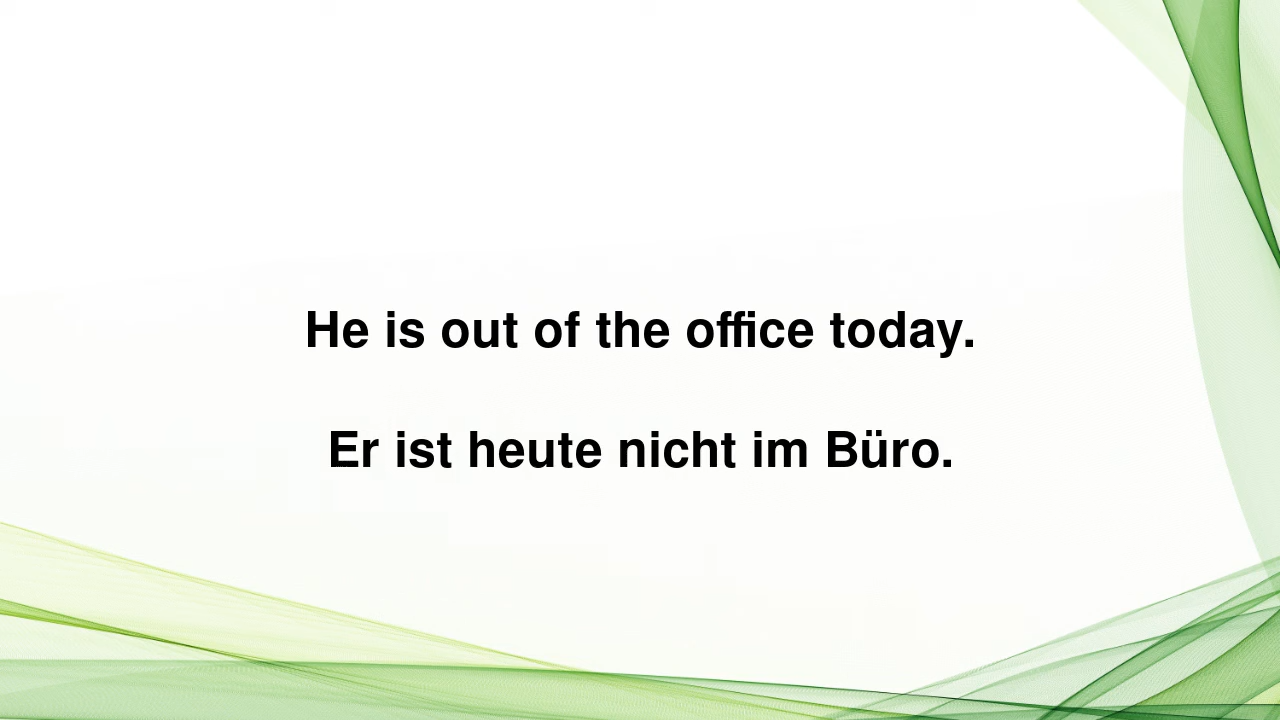 He is out of the office today.
Er ist heute nicht im Büro.